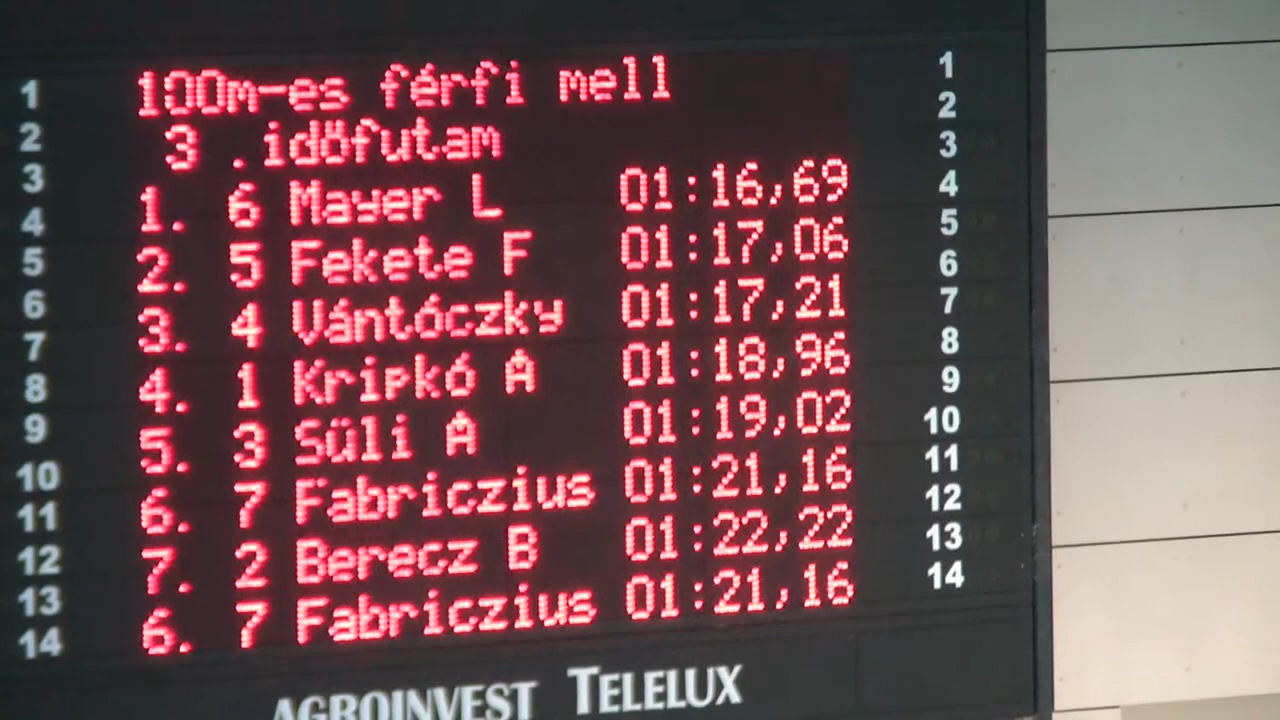 100m-es férfi mell
3 .időfutam
1. 6 Mayer L 01:16,69
2. 5 Fekete F 01:17,06
3. 4 Vántóczky 01:17,21
4. 1 Kripkó A 01:18,96
5. 3 Süli A 01:19,02
6. 7 Fabriczius 01:21,16
7. 2 Berecz B 01:22,22
6. 7 Fabriczius 01:21,16
AGROINVEST TELELUX
1
2
3
4
5
6
7
8
9
10
11
12
13
14
1
2
3
4
5
6
7
8
9
10
11
12
13
14